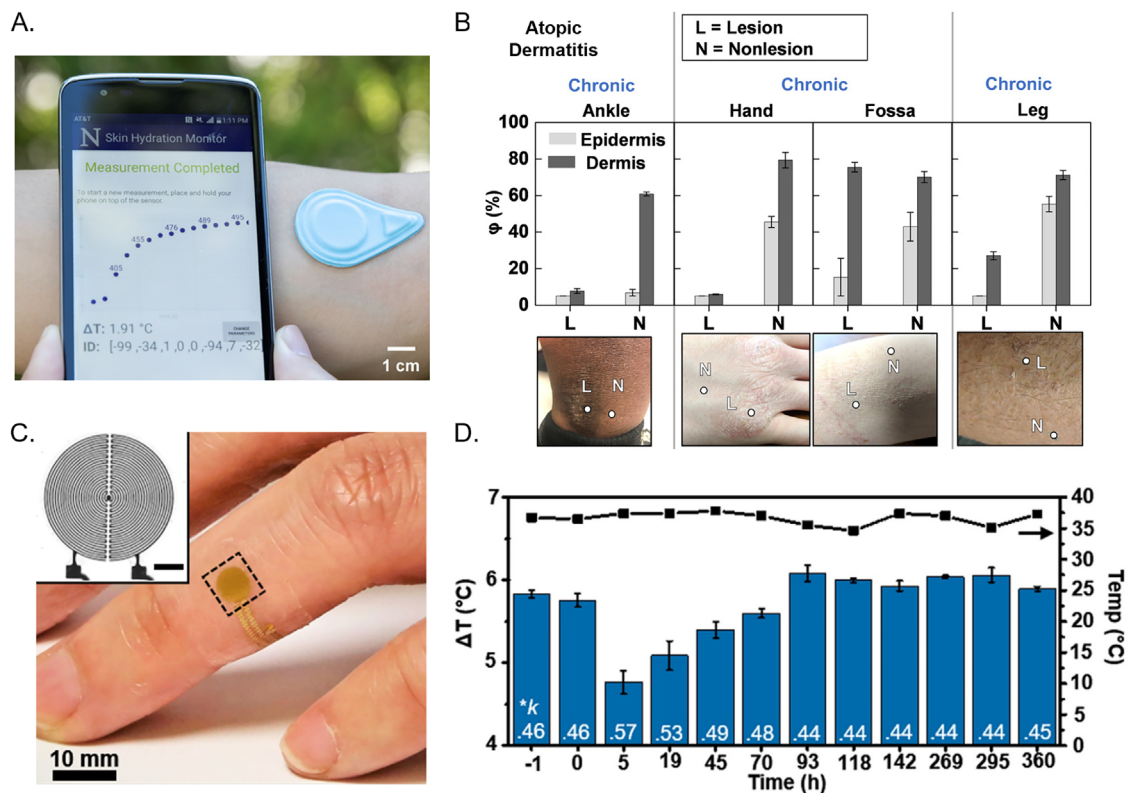 A.
AT&T 1:11 PM
N Skin Hydration Monitor
Measurement Completed
To start a new measurement, place and hold your
phone on top of the sensor.
405 455 476 489 495
ΔT: 1.91 °C
CHANGE
PARAMETERS
ID: [-99 ,-34 ,1 ,0 ,0 ,-94 ,7 ,-32]
1 cm
B
Atopic
Dermatitis
L = Lesion
N = Nonlesion
Chronic Chronic Chronic
Ankle Hand Fossa Leg
Epidermis
Dermis
φ (%)
100
80
60
40
20
0
L N L N L N L N
L N
N L
N L
L N
C.
10 mm
D.
ΔT (°C)
7
6
5
4
Temp (°C)
40
35
30
25
20
15
10
5
0
*k
.46 .46 .57 .53 .49 .48 .44 .44 .44 .44 .44 .45
-1 0 5 19 45 70 93 118 142 269 295 360
Time (h)